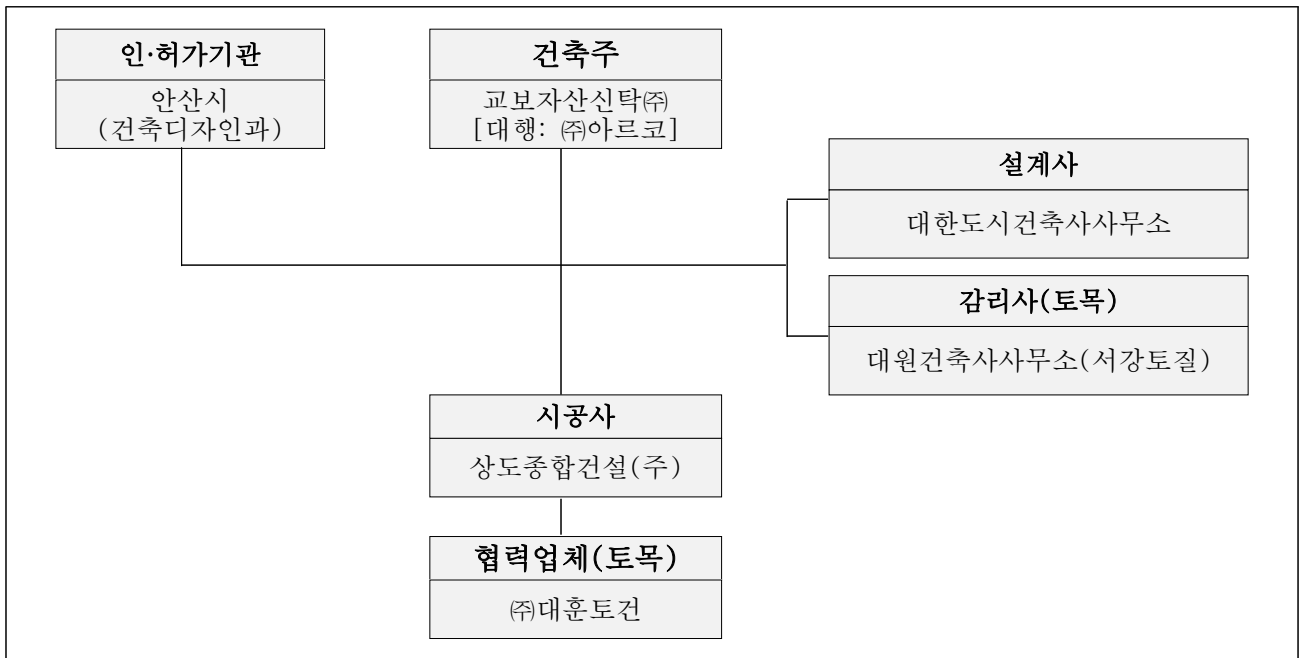 인·허가기관
안산시
(건축디자인과)
건축주
교보자산신탁㈜
[대행: ㈜아르코]
설계사
대한도시건축사사무소
감리사(토목)
대원건축사사무소(서강토질)
시공사
상도종합건설(주)
협력업체(토목)
㈜대훈토건